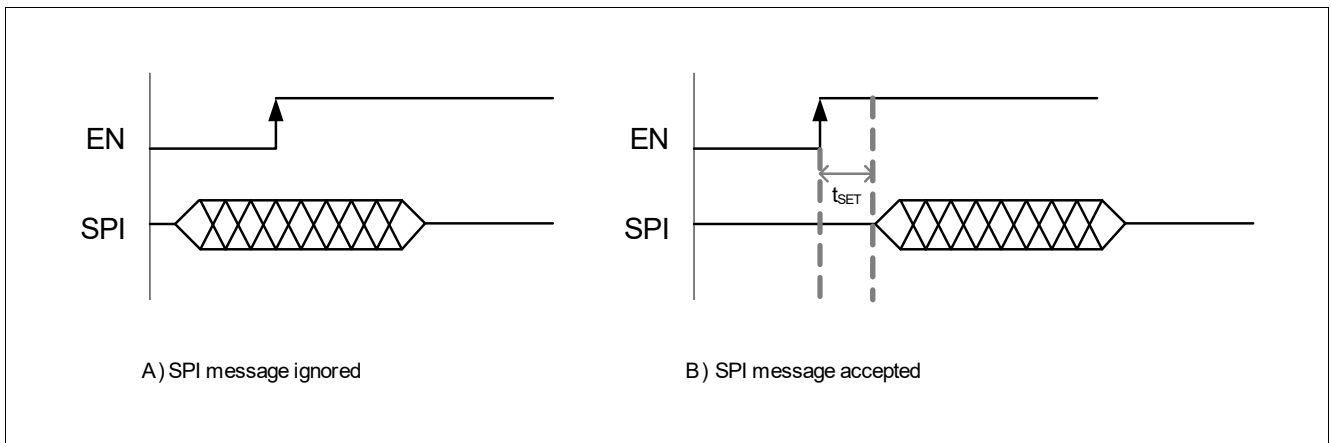 EN
SPI
A) SPI message ignored
EN
tSET
SPI
B) SPI message accepted